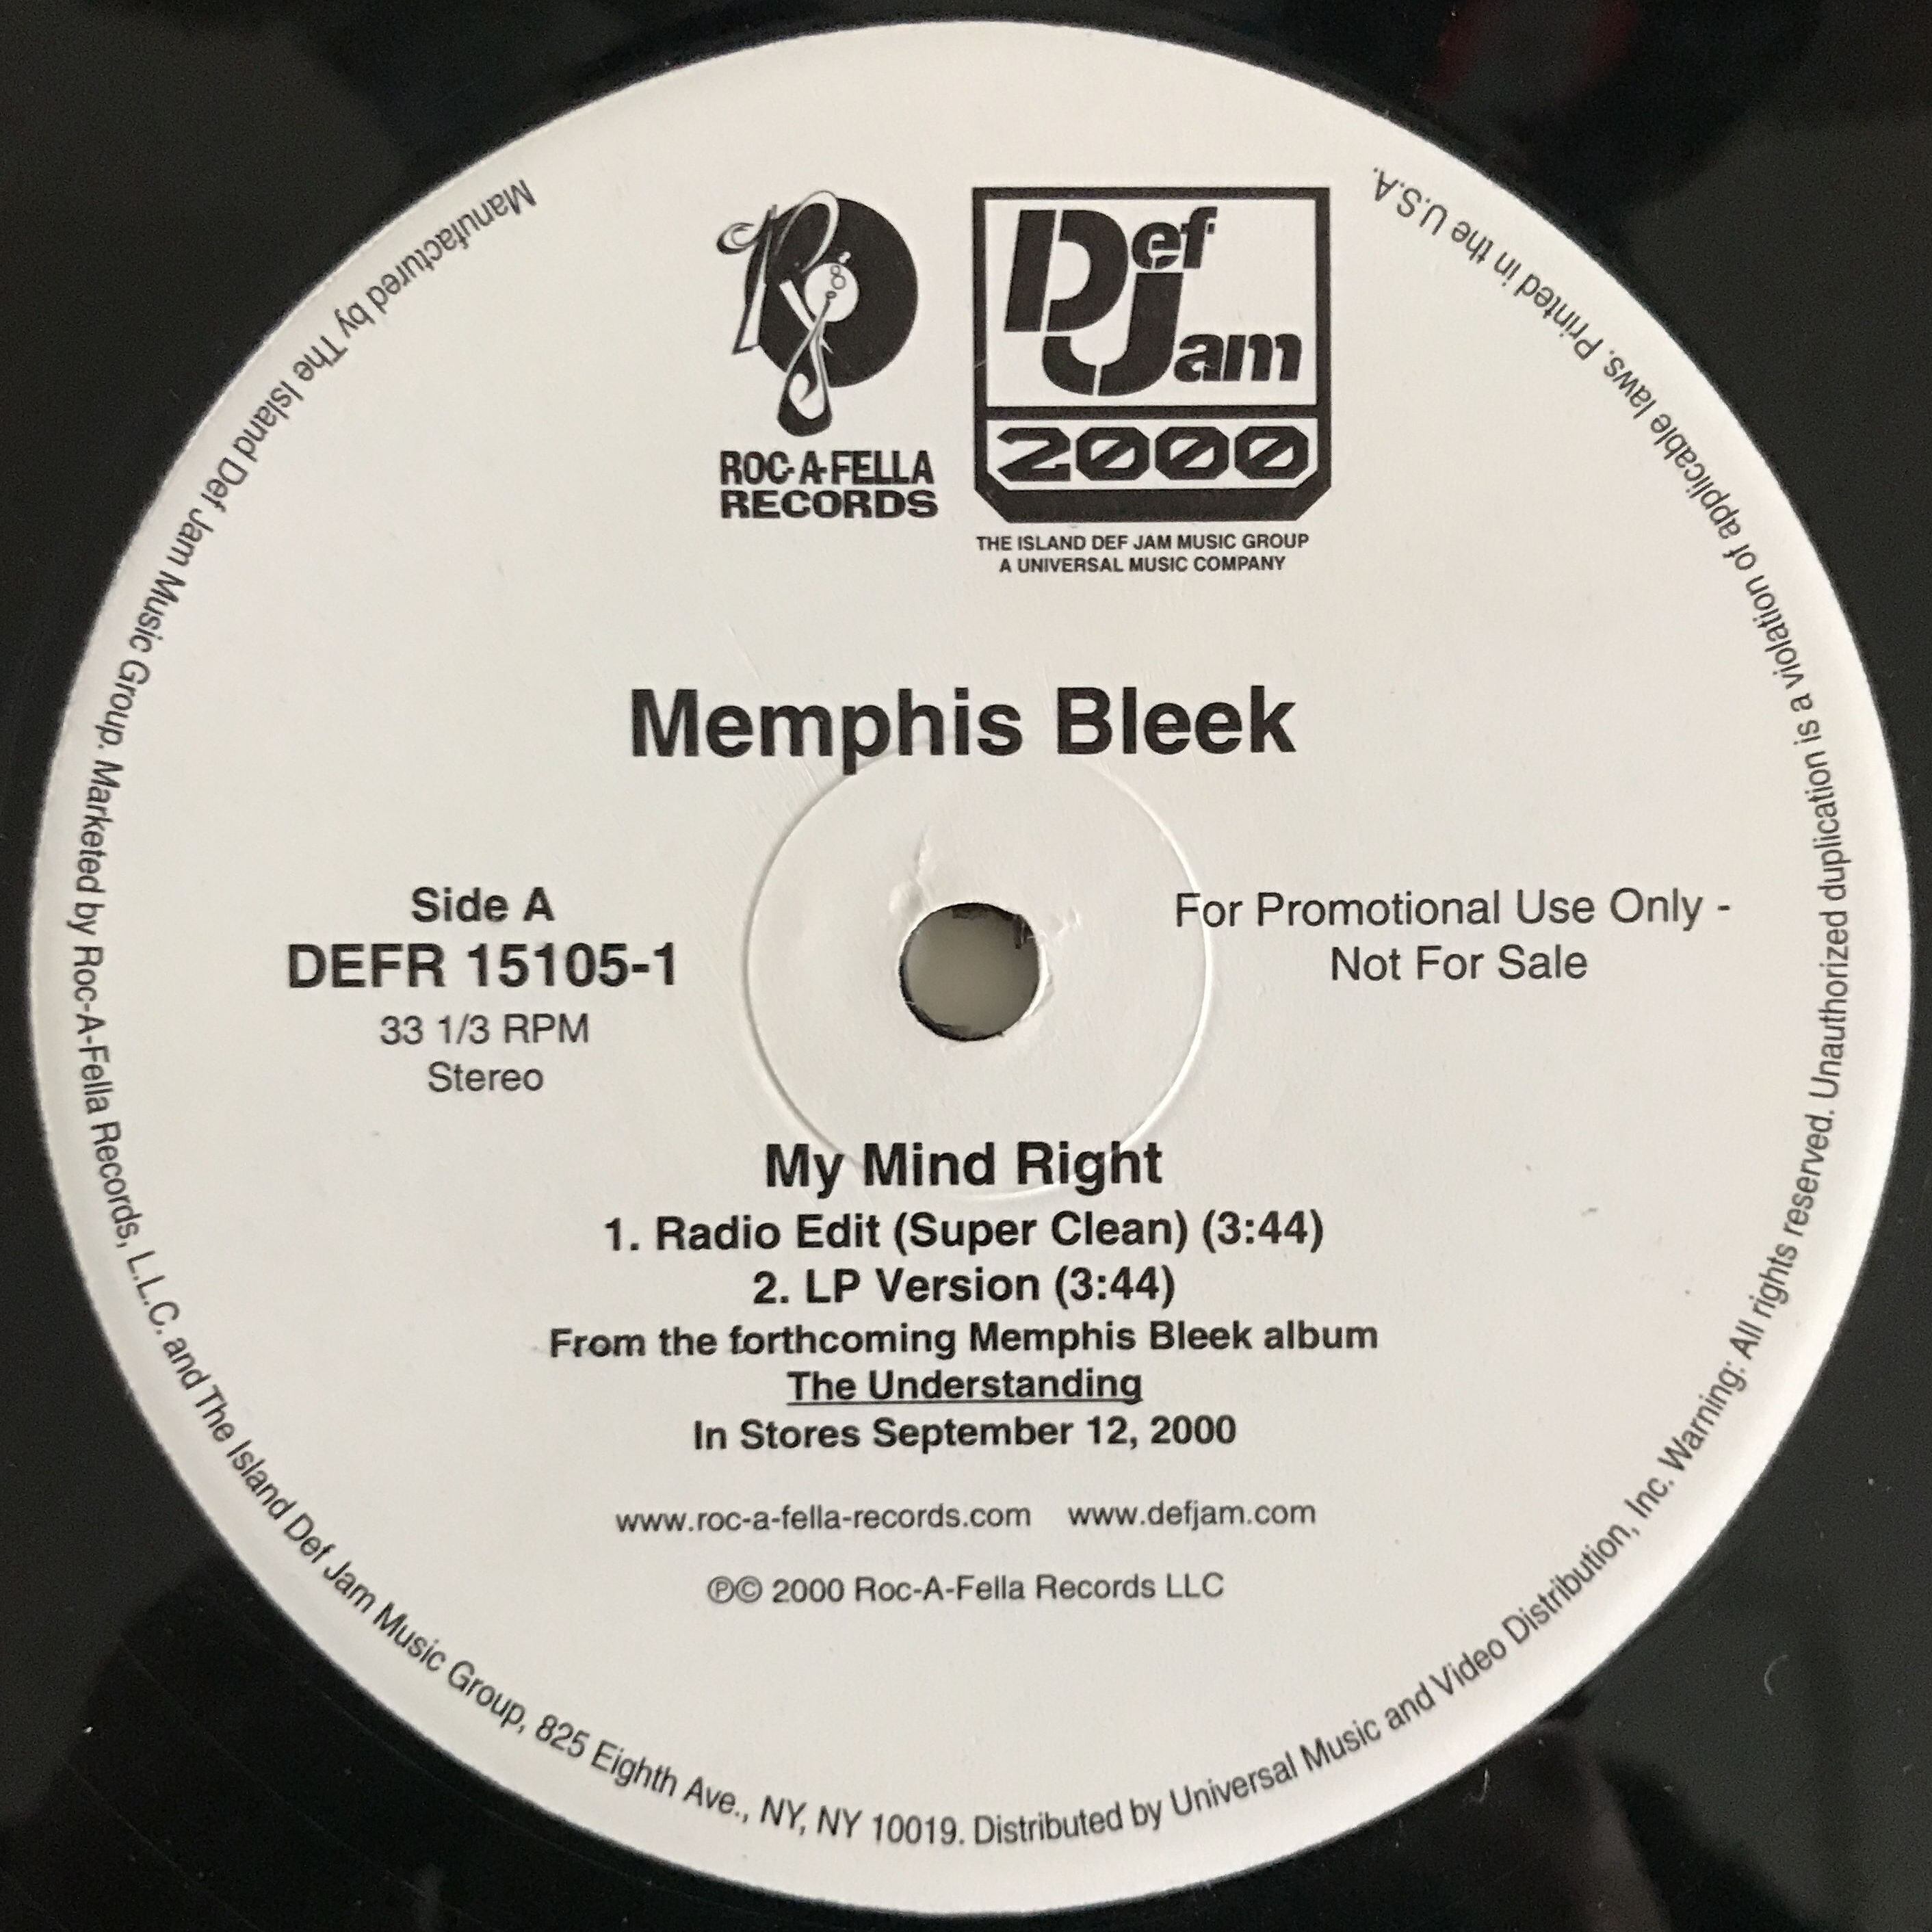 ROC-A-FELLA
RECORDS
Def Jam
2000
THE ISLAND DEF JAM MUSIC GROUP
A UNIVERSAL MUSIC COMPANY
Memphis Bleek
Side A
DEFR 15105-1
33 1/3 RPM
Stereo
For Promotional Use Only -
Not For Sale
My Mind Right
1. Radio Edit (Super Clean) (3:44)
2. LP Version (3:44)
From the forthcoming Memphis Bleek album
The Understanding
In Stores September 12, 2000
www.roc-a-fella-records.com www.defjam.com
℗© 2000 Roc-A-Fella Records LLC
Manufactured by The Island Def Jam Music Group. Marketed by Roc-A-Fella Records, L.L.C. and The Island Def Jam Music Group, 825 Eighth Ave., NY, NY 10019. Distributed by Universal Music and Video Distribution, Inc. Warning: All rights reserved. Unauthorized duplication is a violation of applicable laws. Printed in the U.S.A.